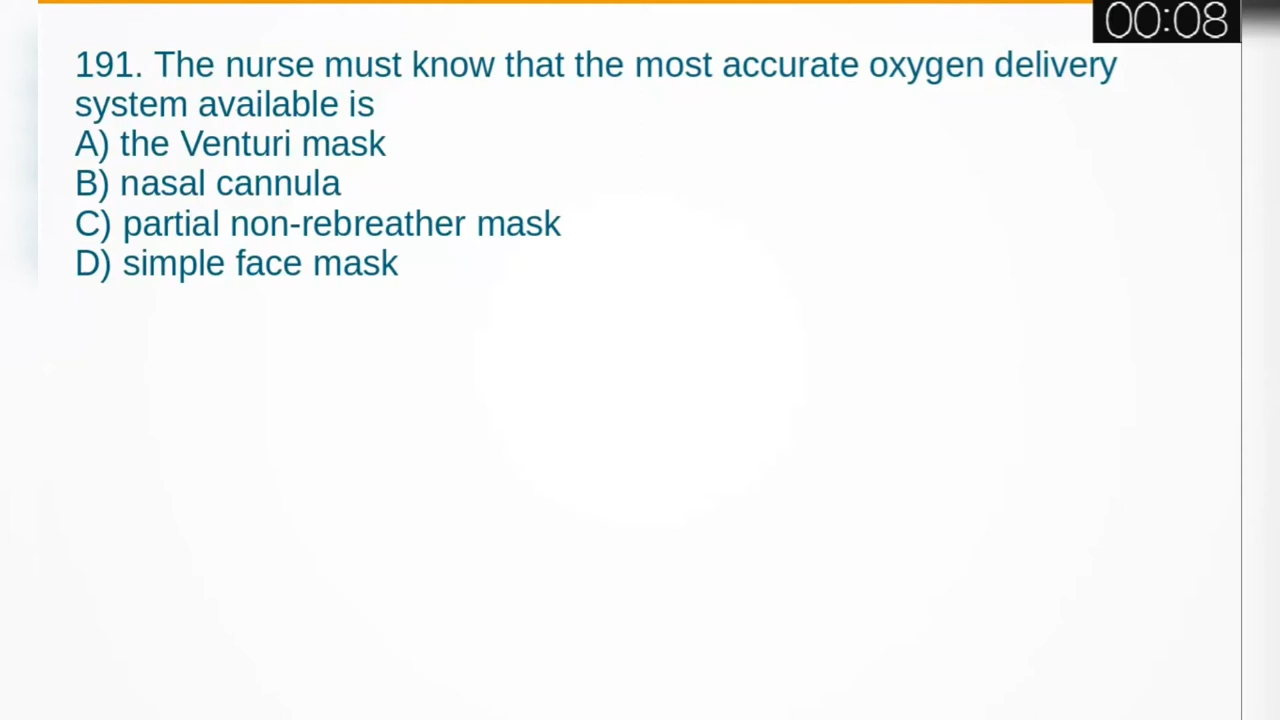 00:08
191. The nurse must know that the most accurate oxygen delivery
system available is
A) the Venturi mask
B) nasal cannula
C) partial non-rebreather mask
D) simple face mask